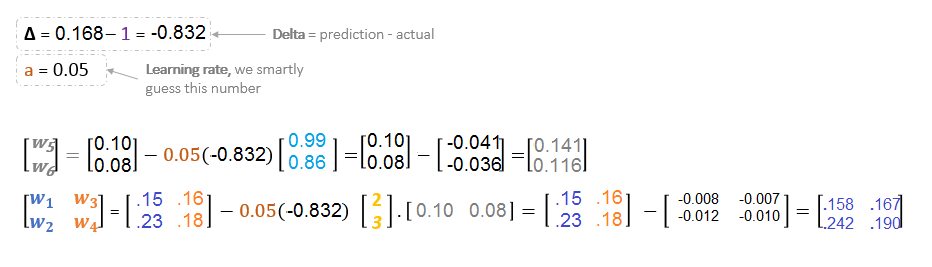 Δ = 0.168– 1 = -0.832 Delta = prediction - actual
a = 0.05 Learning rate, we smartly
guess this number
[w5 w6] = [0.10 0.08] − 0.05(-0.832) [0.99 0.86] =[0.10 0.08] − [-0.041 -0.036] =[0.141 0.116]
[w1 w3 w2 w4] = [.15 .16 .23 .18] − 0.05(-0.832) [2 3] . [0.10 0.08] = [.15 .16 .23 .18] − [-0.008 -0.007 -0.012 -0.010] = [.158 .167 .242 .190]